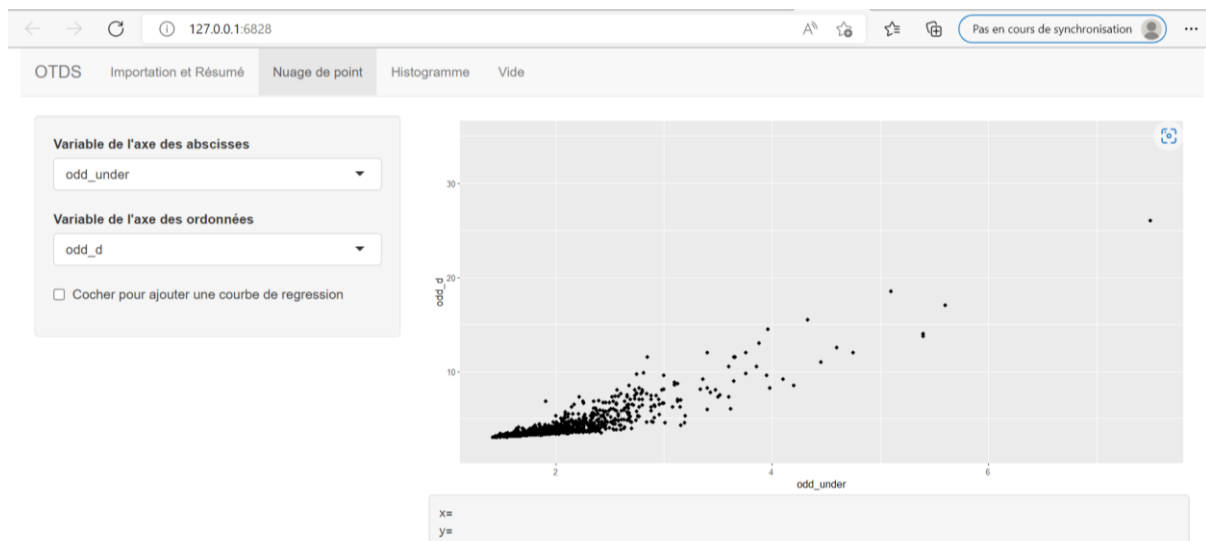 127.0.0.1:6828
Pas en cours de synchronisation
OTDS Importation et Résumé Nuage de point Histogramme Vide
Variable de l'axe des abscisses
odd_under
Variable de l'axe des ordonnées
odd_d
Cocher pour ajouter une courbe de regression
30
20
10
odd_d
2 4 6
odd_under
x=
y=